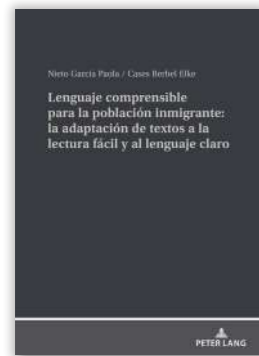 Nieto García Paola / Cases Berbel Elke
Lenguaje comprensible
para la población inmigrante:
la adaptación de textos a la
lectura fácil y al lenguaje claro
PETER LANG